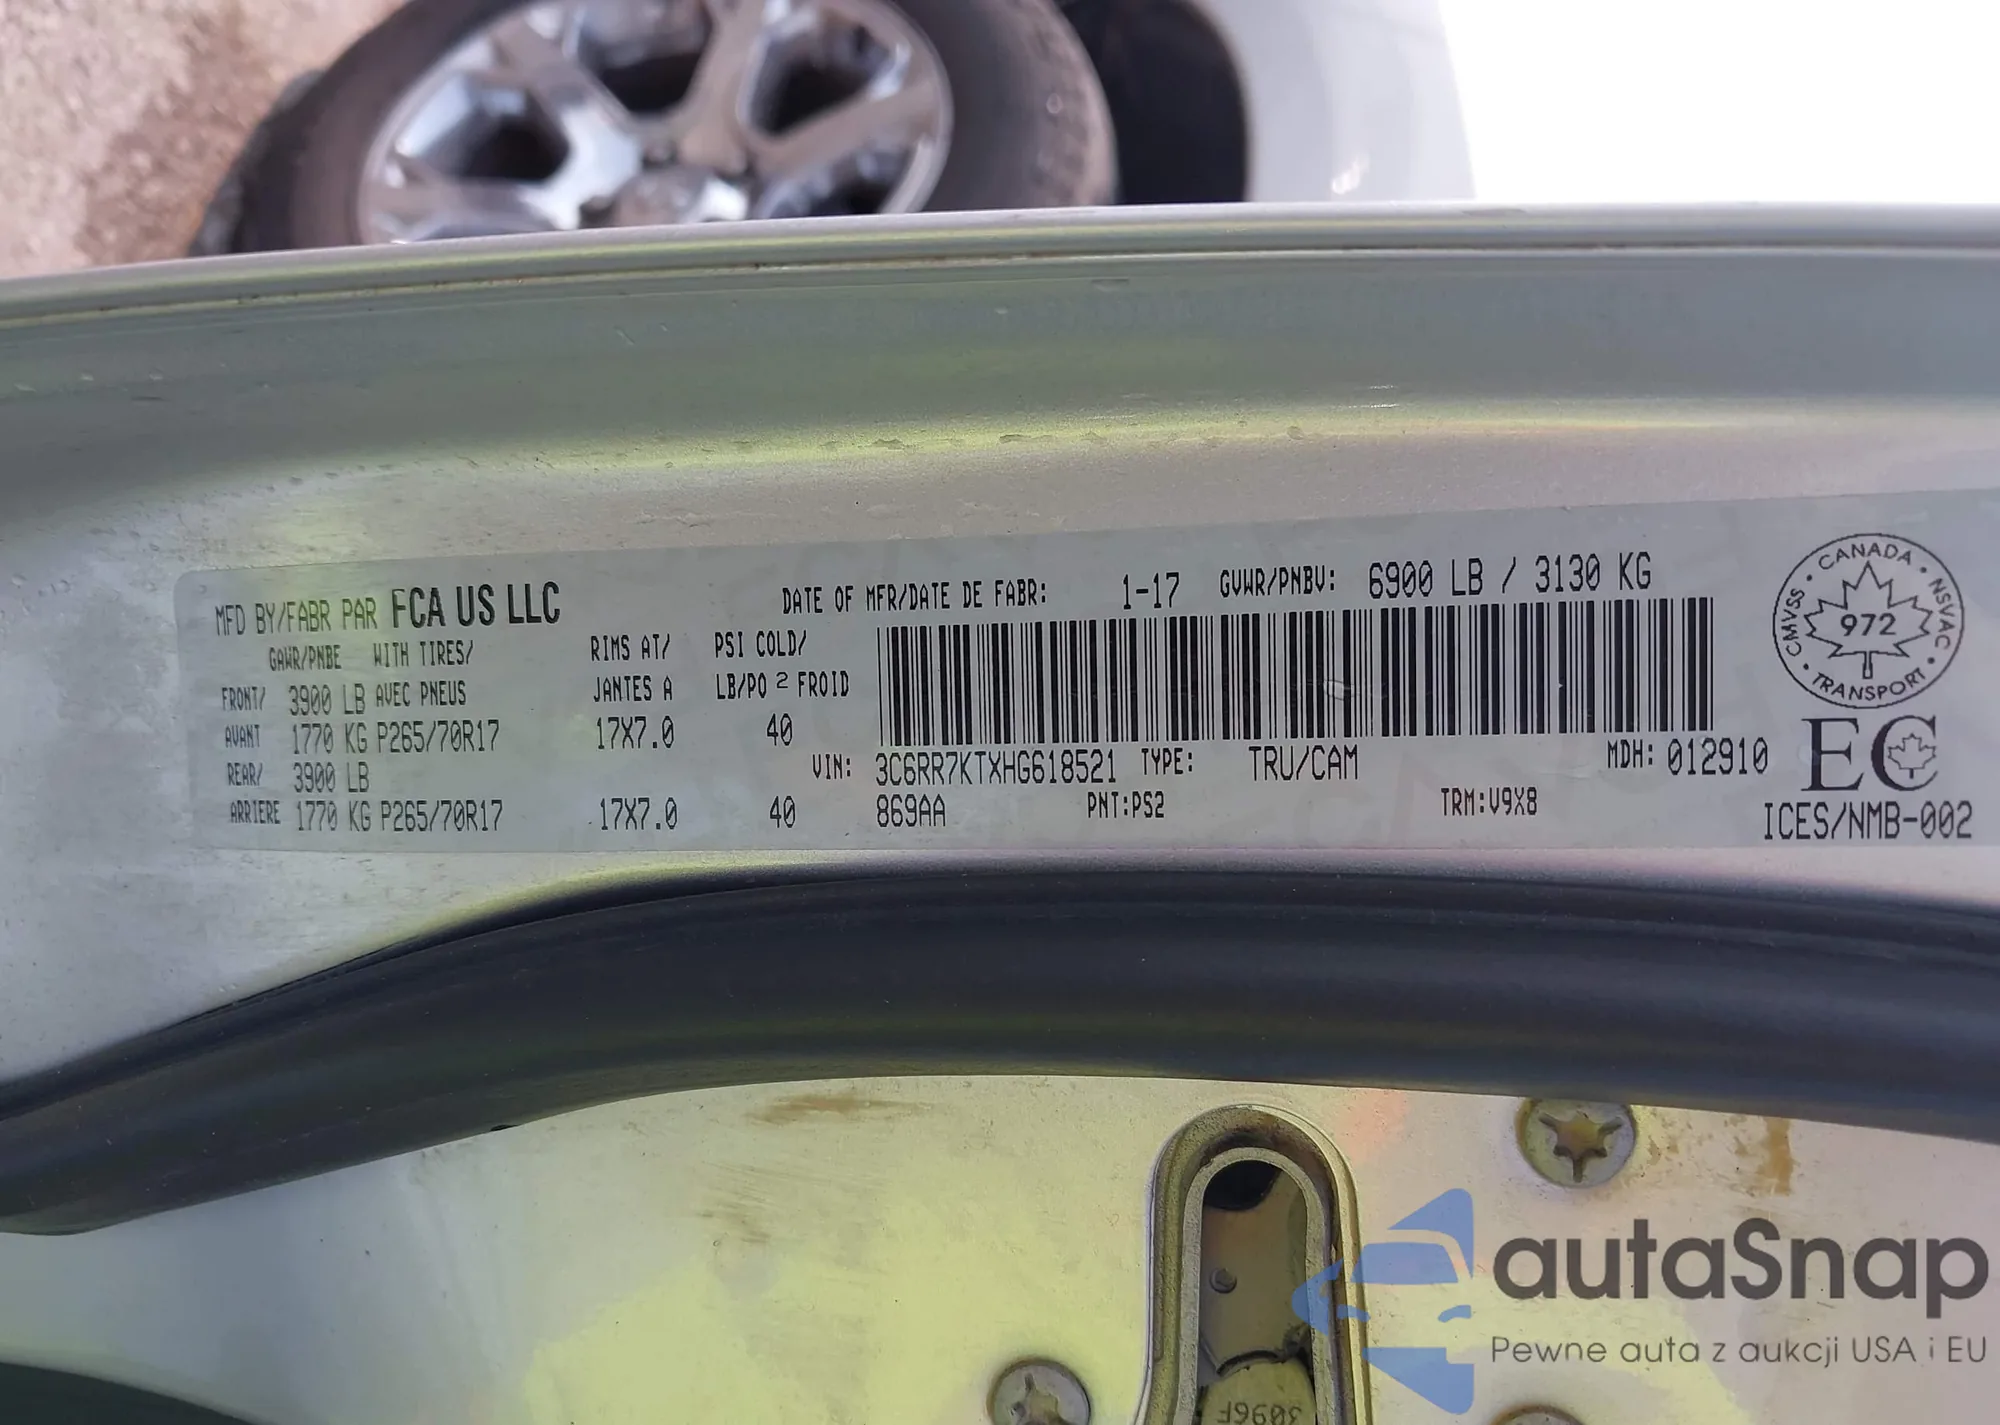 MFD BY/FABR PAR FCA US LLC
DATE OF MFR/DATE DE FABR: 1-17 GVWR/PNBV: 6900 LB / 3130 KG
GAWR/PNBE WITH TIRES/ RIMS AT/ PSI COLD/
FRONT/ 3900 LB AVEC PNEUS JANTES A LB/PO 2 FROID
AVANT 1770 KG P265/70R17 17X7.0 40
REAR/ 3900 LB
ARRIERE 1770 KG P265/70R17 17X7.0 40
VIN: 3C6RR7KTXHG618521 TYPE: TRU/CAM MDH: 012910
869AA PNT:PS2 TRM:V9X8
CANADA
CMVSS • NSVAC
972
TRANSPORT
EC
ICES/NMB-002
3096F
autaSnap
Pewne auta z aukcji USA i EU